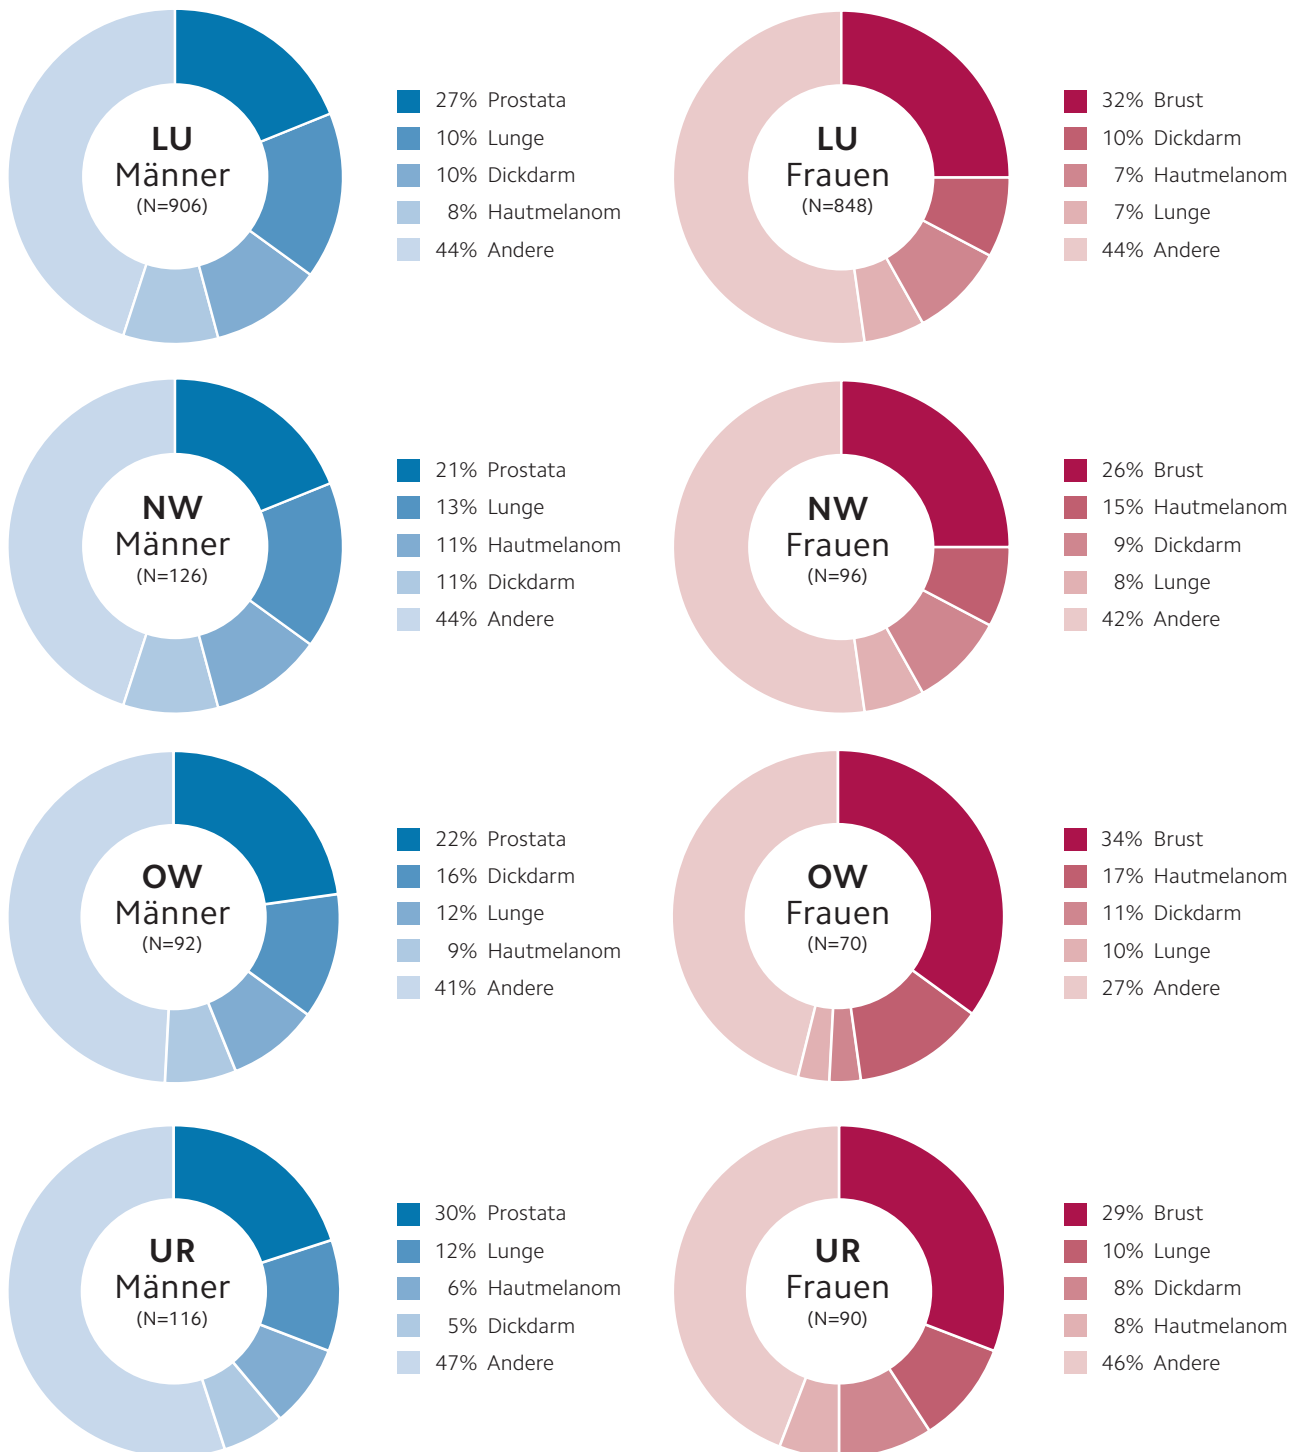 LU
Männer
(N=906)
27% Prostata
10% Lunge
10% Dickdarm
8% Hautmelanom
44% Andere
LU
Frauen
(N=848)
32% Brust
10% Dickdarm
7% Hautmelanom
7% Lunge
44% Andere
NW
Männer
(N=126)
21% Prostata
13% Lunge
11% Hautmelanom
11% Dickdarm
44% Andere
NW
Frauen
(N=96)
26% Brust
15% Hautmelanom
9% Dickdarm
8% Lunge
42% Andere
OW
Männer
(N=92)
22% Prostata
16% Dickdarm
12% Lunge
9% Hautmelanom
41% Andere
OW
Frauen
(N=70)
34% Brust
17% Hautmelanom
11% Dickdarm
10% Lunge
27% Andere
UR
Männer
(N=116)
30% Prostata
12% Lunge
6% Hautmelanom
5% Dickdarm
47% Andere
UR
Frauen
(N=90)
29% Brust
10% Lunge
8% Dickdarm
8% Hautmelanom
46% Andere